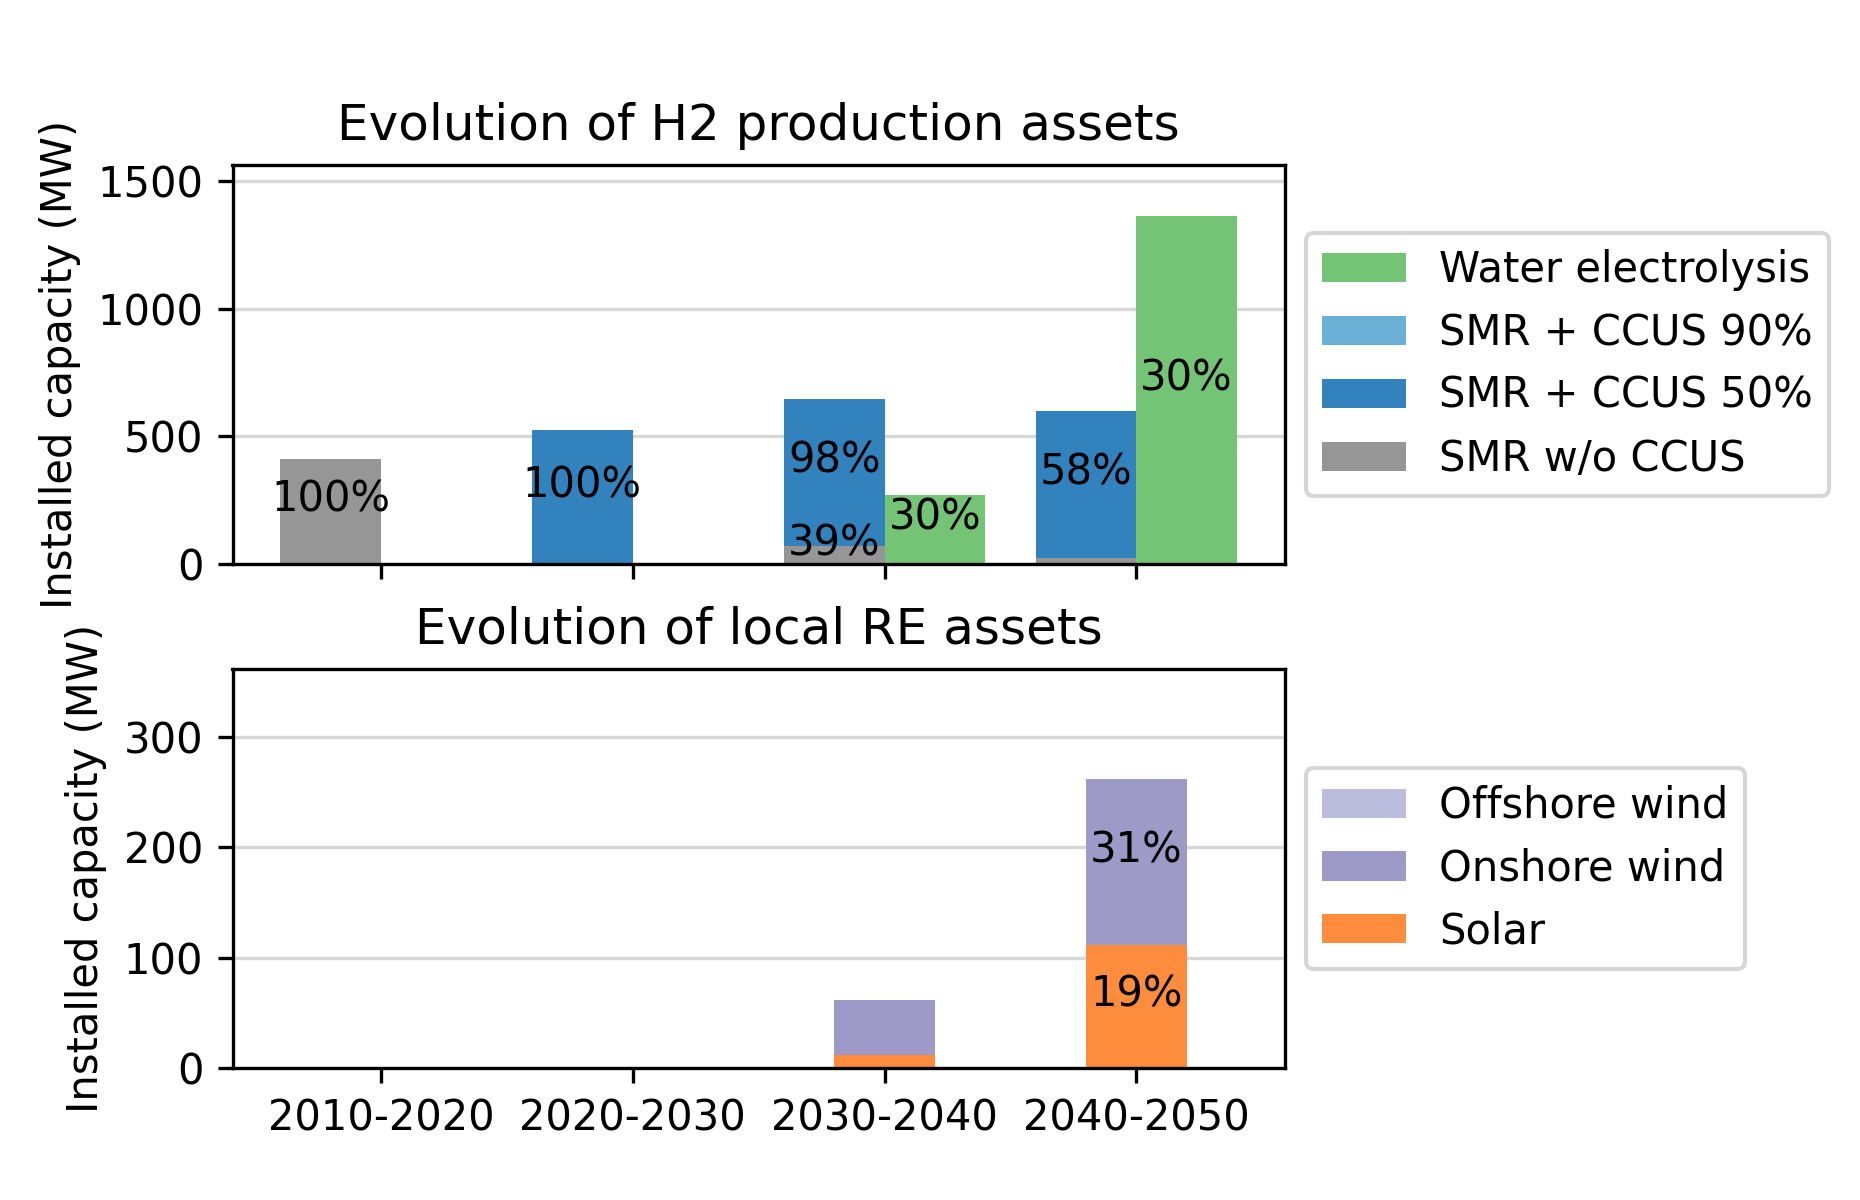 Evolution of H2 production assets
Installed capacity (MW)
1500
1000
500
0
100%
100%
98%
39%
30%
58%
30%
Water electrolysis
SMR + CCUS 90%
SMR + CCUS 50%
SMR w/o CCUS
Evolution of local RE assets
Installed capacity (MW)
300
200
100
0
31%
19%
Offshore wind
Onshore wind
Solar
2010-2020
2020-2030
2030-2040
2040-2050